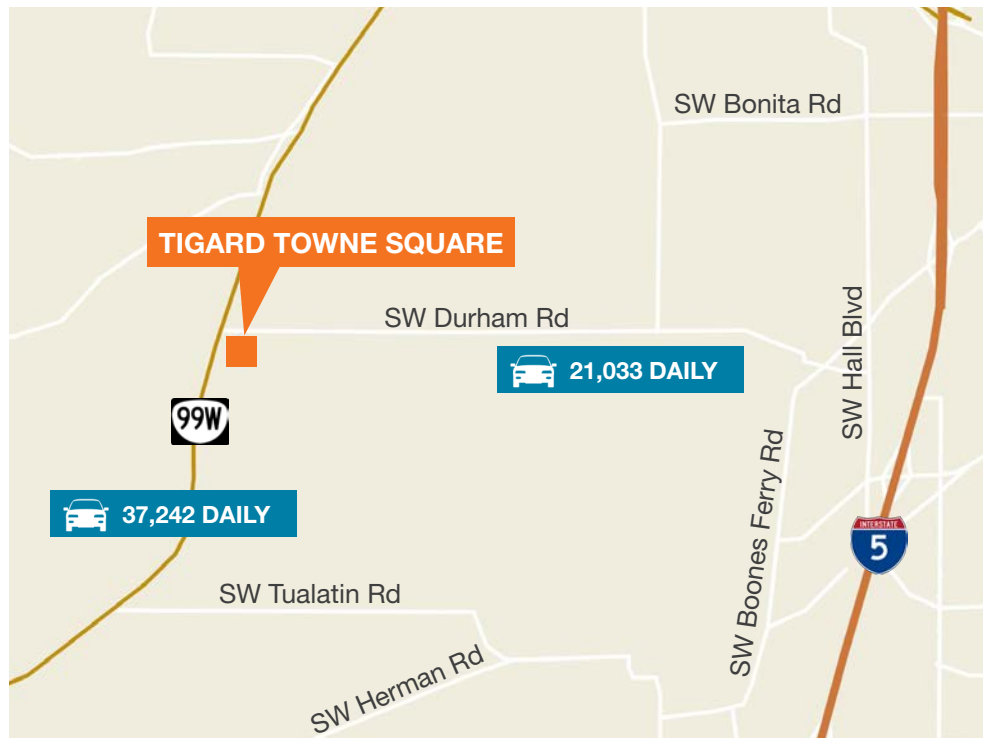 SW Bonita Rd
TIGARD TOWNE SQUARE
SW Durham Rd
21,033 DAILY
SW Hall Blvd
99W
SW Boones Ferry Rd
37,242 DAILY
INTERSTATE
5
SW Tualatin Rd
SW Herman Rd